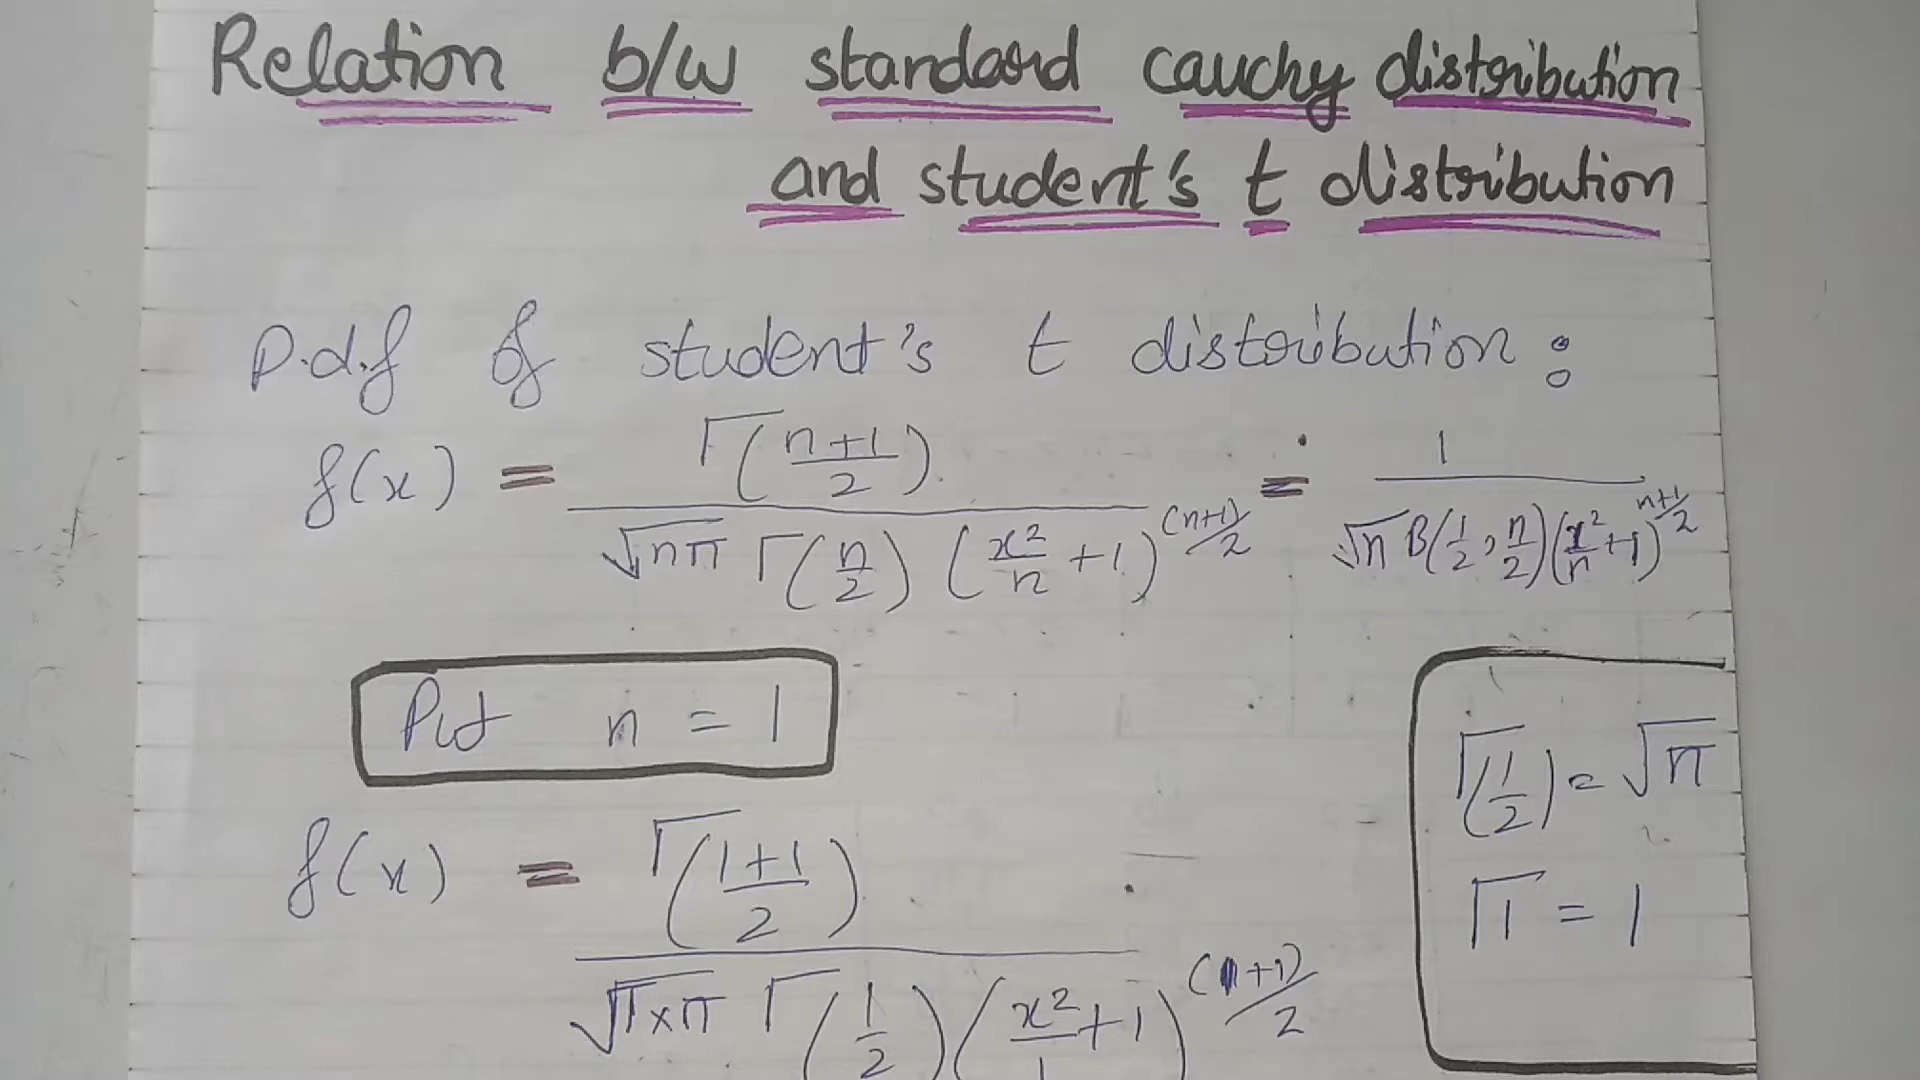 Relation b/w standard cauchy distribution
and student's t distribution
P.d.f of student's t distribution:
f(x) = Γ((n+1)/2) / (√(nπ) Γ(n/2) (x²/n + 1)^((n+1)/2)) = 1 / (√n B(1/2, n/2) (x²/n + 1)^((n+1)/2))
Put n = 1
Γ(1/2) = √π
Γ1 = 1
f(x) = Γ((1+1)/2) / (√(1×π) Γ(1/2) (x²/1 + 1)^((1+1)/2))